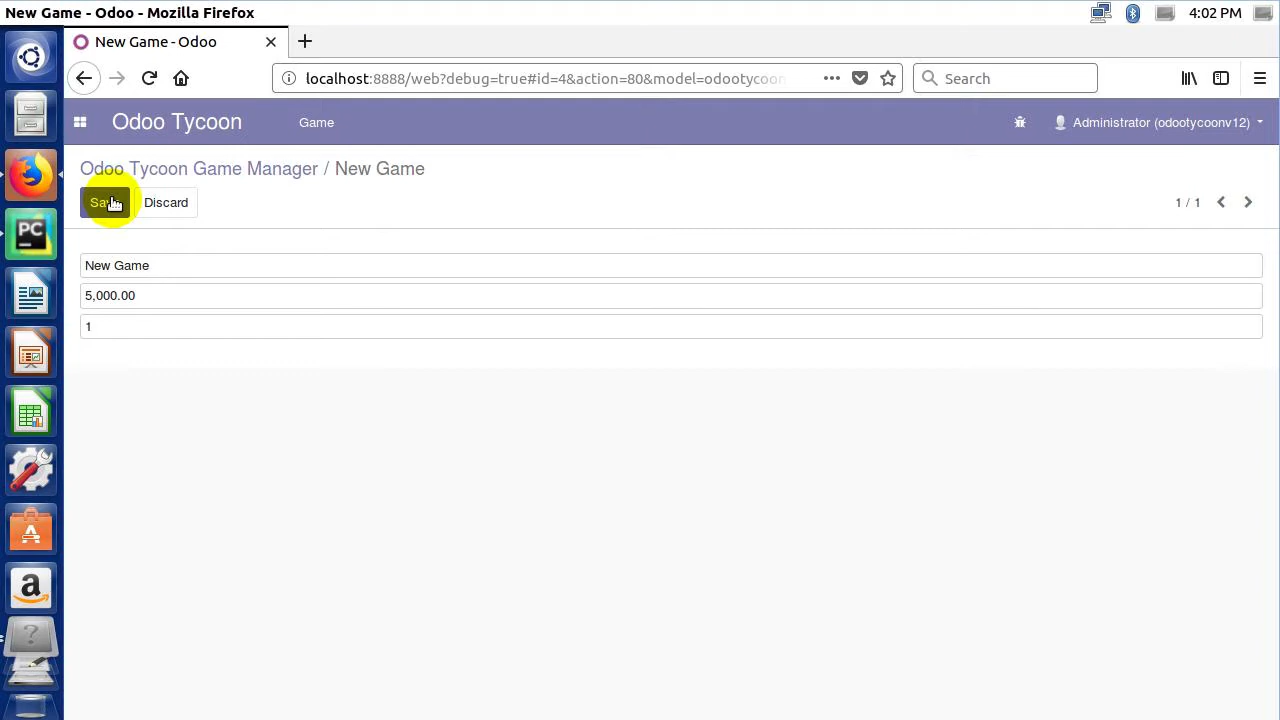 New Game - Odoo - Mozilla Firefox
4:02 PM
New Game - Odoo
localhost:8888/web?debug=true#id=4&action=80&model=odootycoon
Search
Odoo Tycoon
Game
Administrator (odootycoonv12)
Odoo Tycoon Game Manager / New Game
Discard
1 / 1
New Game
5,000.00
1
PC
A
a
?